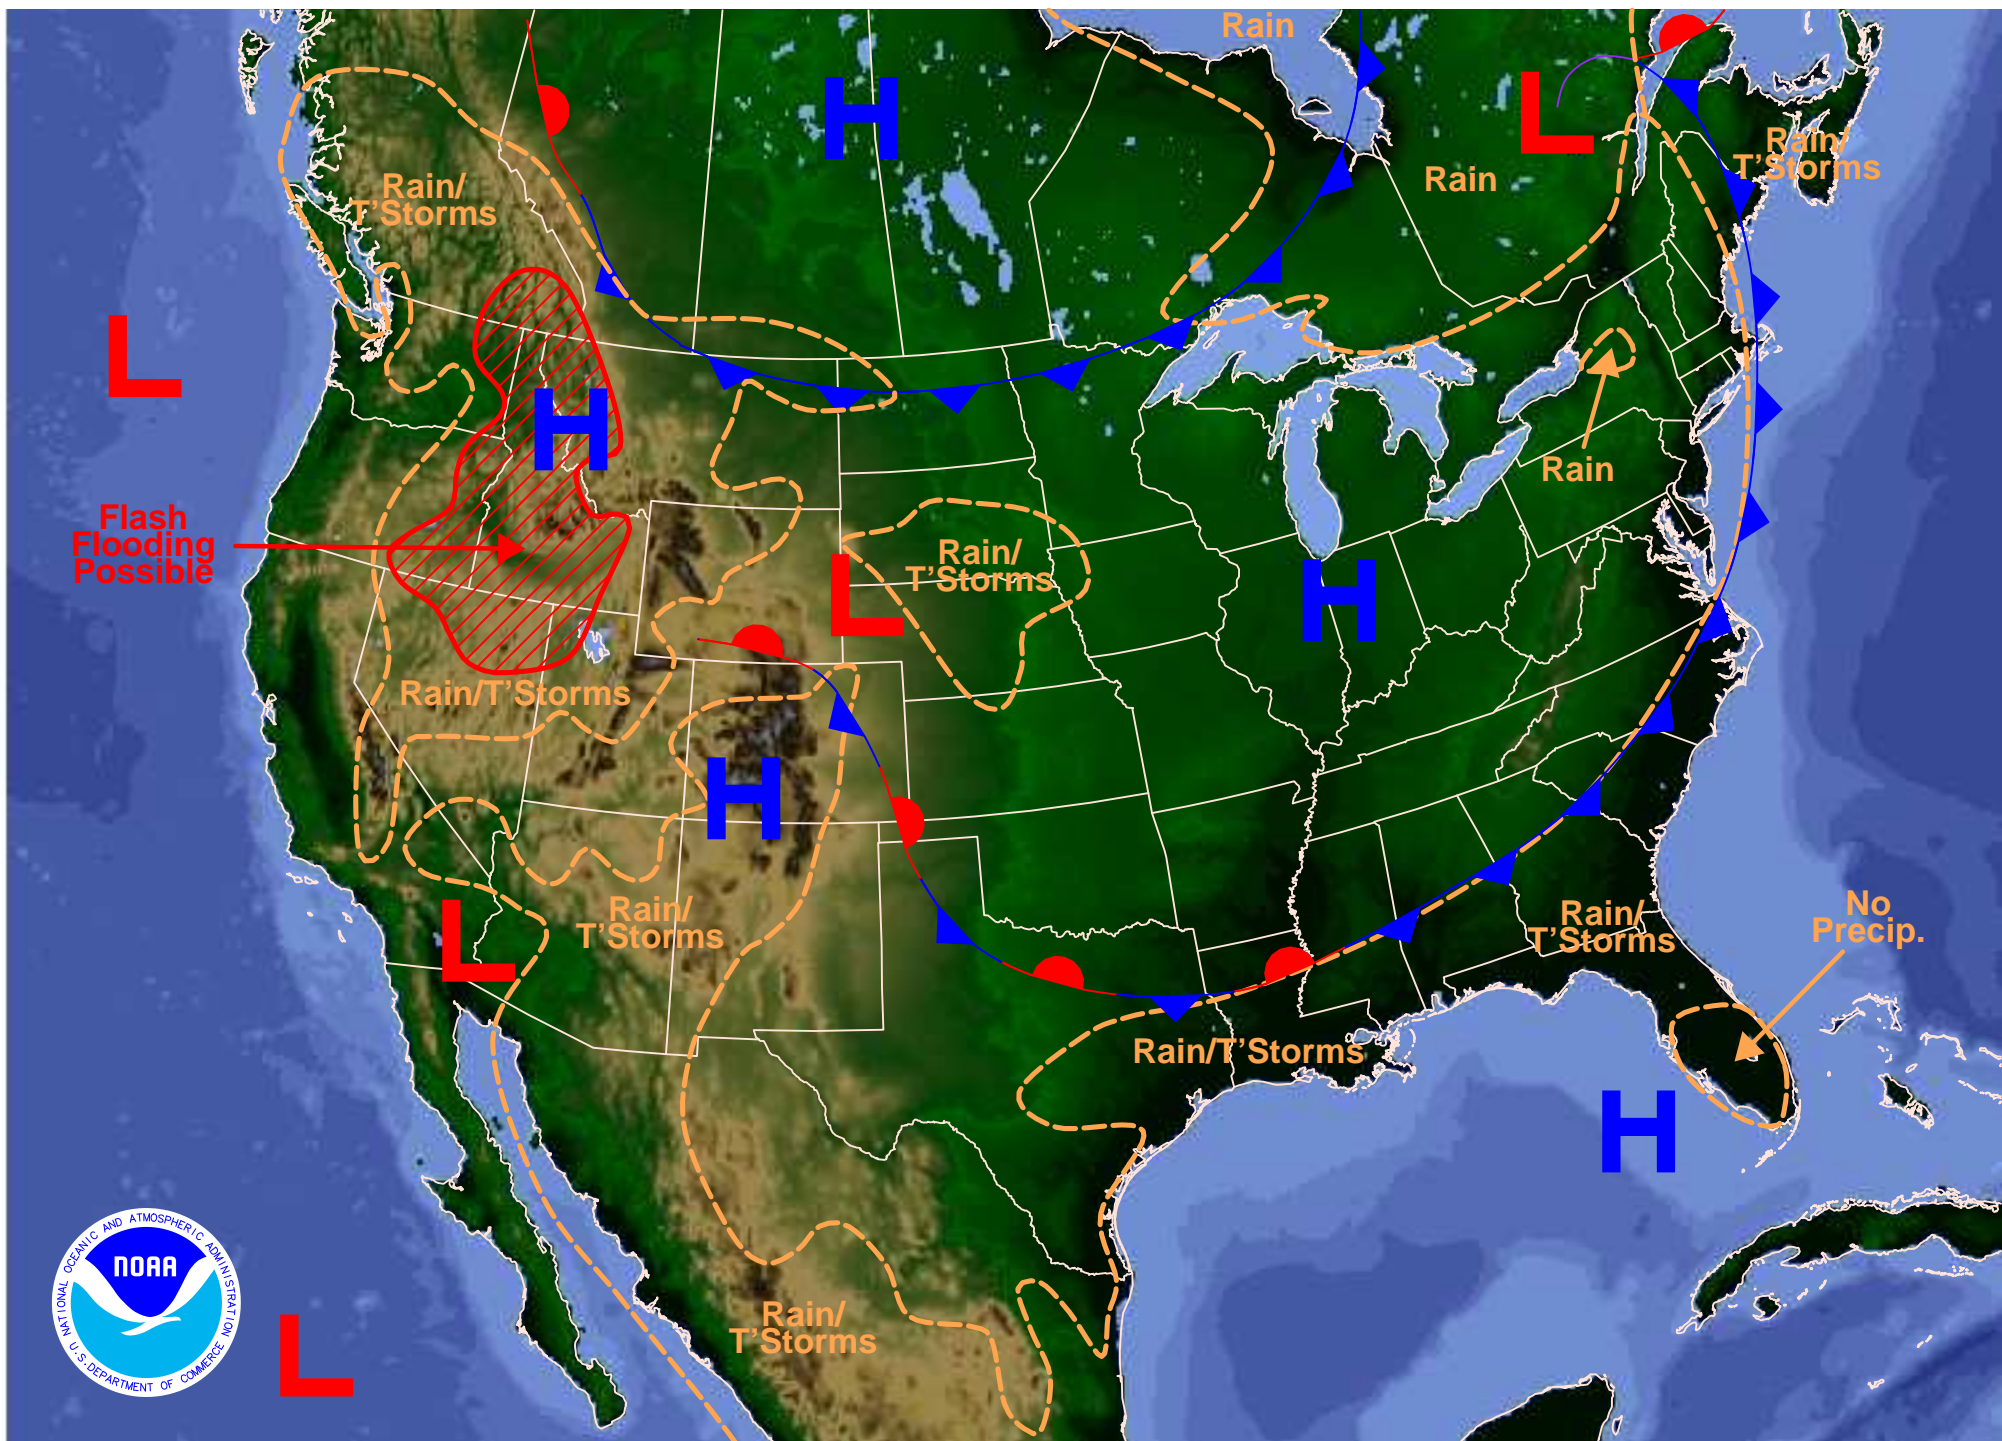 Rain
H
L
Rain/
T'Storms
Rain
Rain/
T'Storms
L
H
Rain
Flash
Flooding
Possible
Rain/
T'Storms
L
H
Rain/T'Storms
H
Rain/
T'Storms
L
Rain/
T'Storms
No
Precip.
Rain/T'Storms
H
Rain/
T'Storms
L
NATIONAL OCEANIC AND ATMOSPHERIC ADMINISTRATION
NOAA
U.S. DEPARTMENT OF COMMERCE